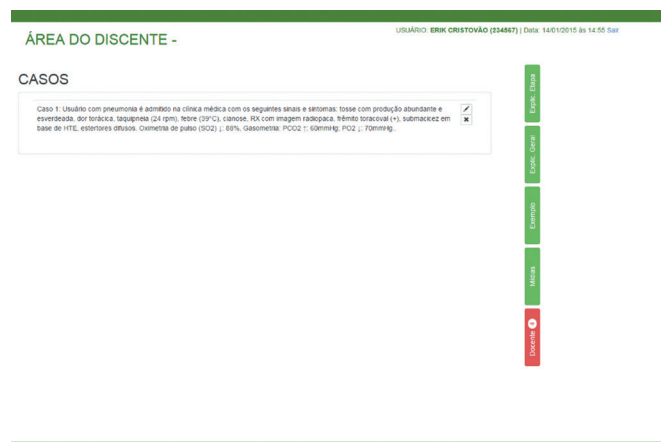 USUÁRIO: ERIK CRISTOVÃO (234567) | Data: 14/01/2015 às 14:55 Sair
ÁREA DO DISCENTE -
CASOS
Caso 1: Usuário com pneumonia é admitido na clínica médica com os seguintes sinais e sintomas: tosse com produção abundante e
esverdeada, dor torácica, taquipneia (24 rpm), febre (39°C), cianose, RX com imagem radiopaca, frêmito toracoval (+), submacicez em
base de HTE, estertores difusos. Oximetria de pulso (SO2) ↓: 88%, Gasometria: PCO2 ↑: 60mmHg; PO2 ↓: 70mmHg..
Explic. Etapa
Explic. Geral
Exemplo
Mídias
Docente